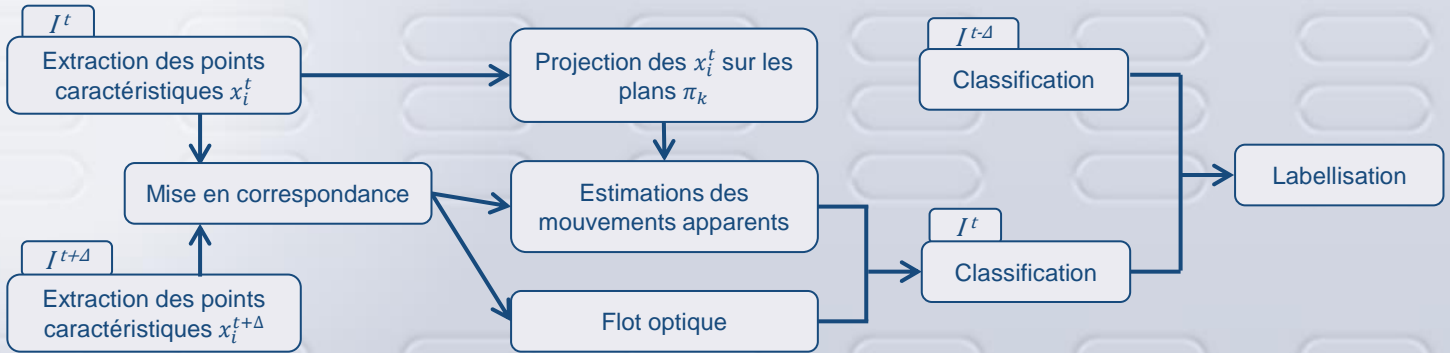 I^t
Extraction des points
caractéristiques x_i^t
Projection des x_i^t sur les
plans π_k
I^{t-Δ}
Classification
Mise en correspondance
Estimations des
mouvements apparents
Labellisation
I^t
Classification
I^{t+Δ}
Extraction des points
caractéristiques x_i^{t+Δ}
Flot optique